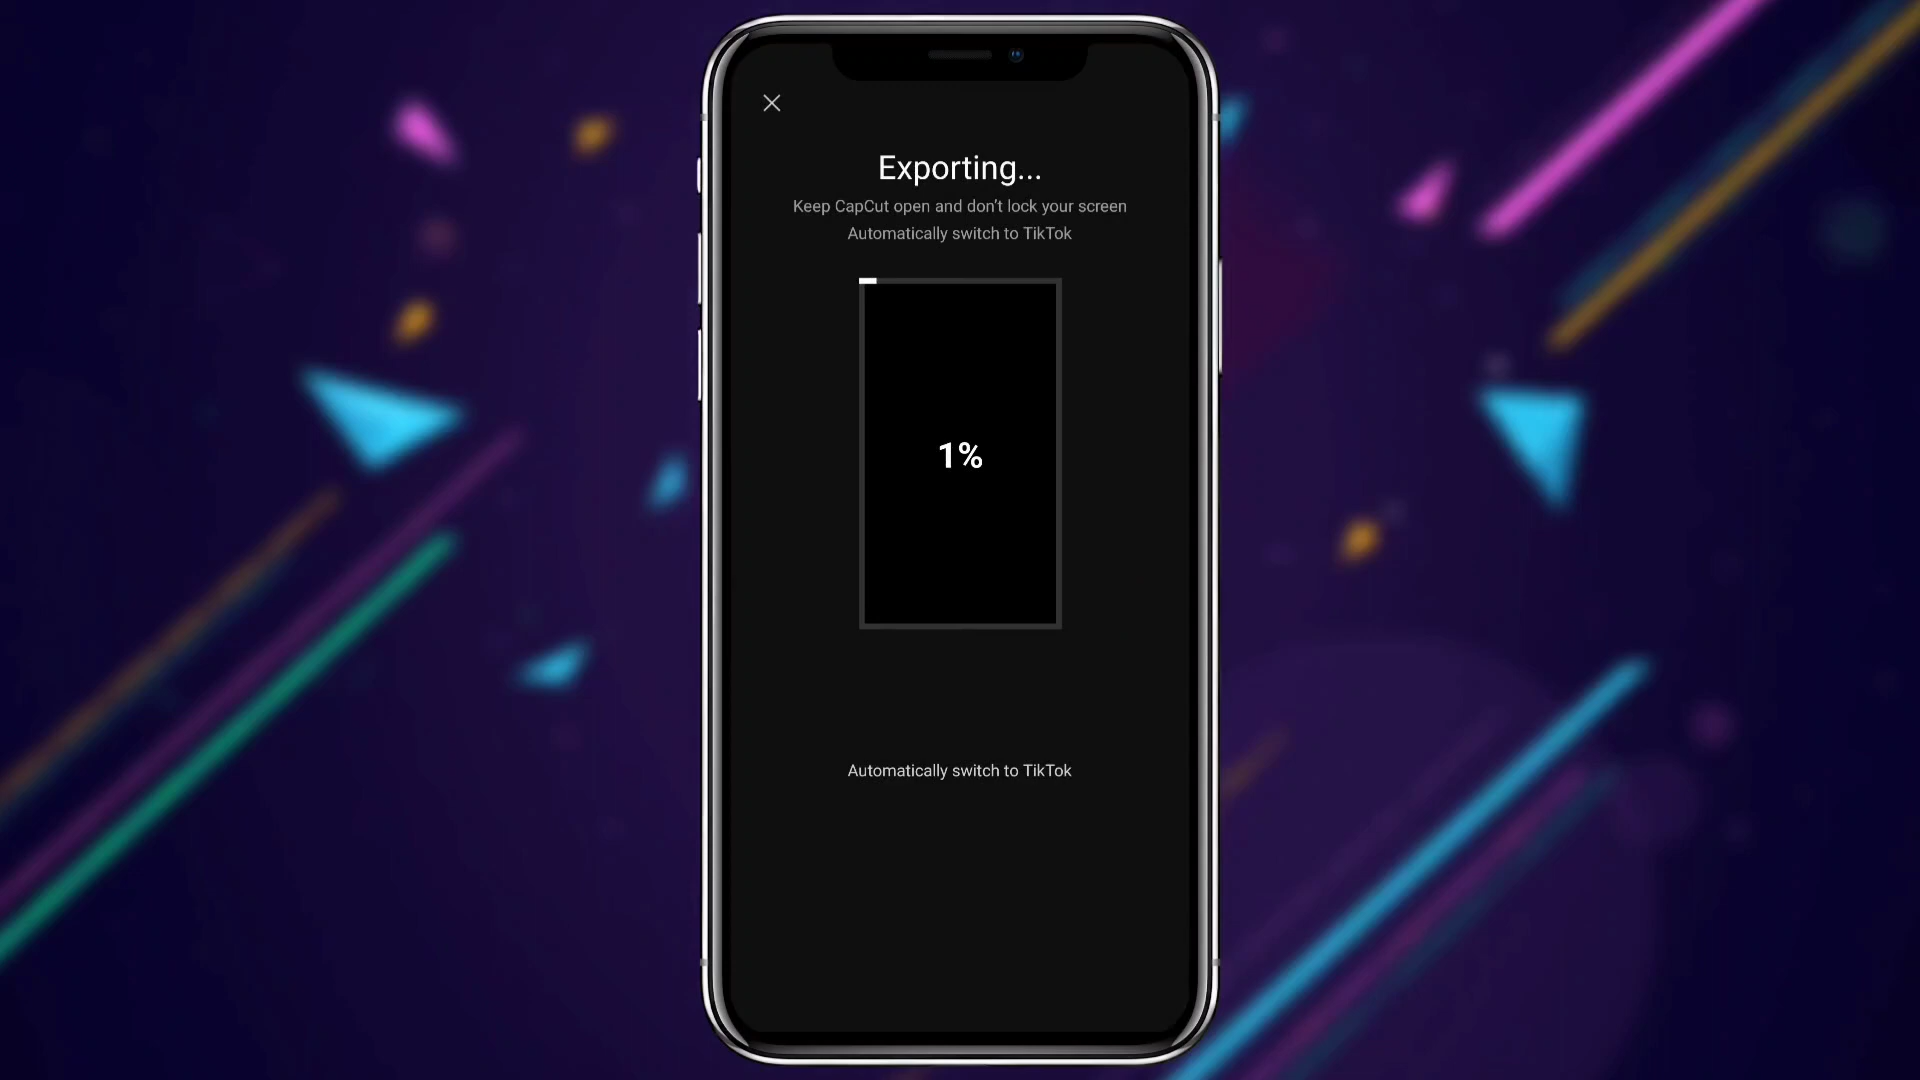 Exporting...
Keep CapCut open and don't lock your screen
Automatically switch to TikTok
1%
Automatically switch to TikTok